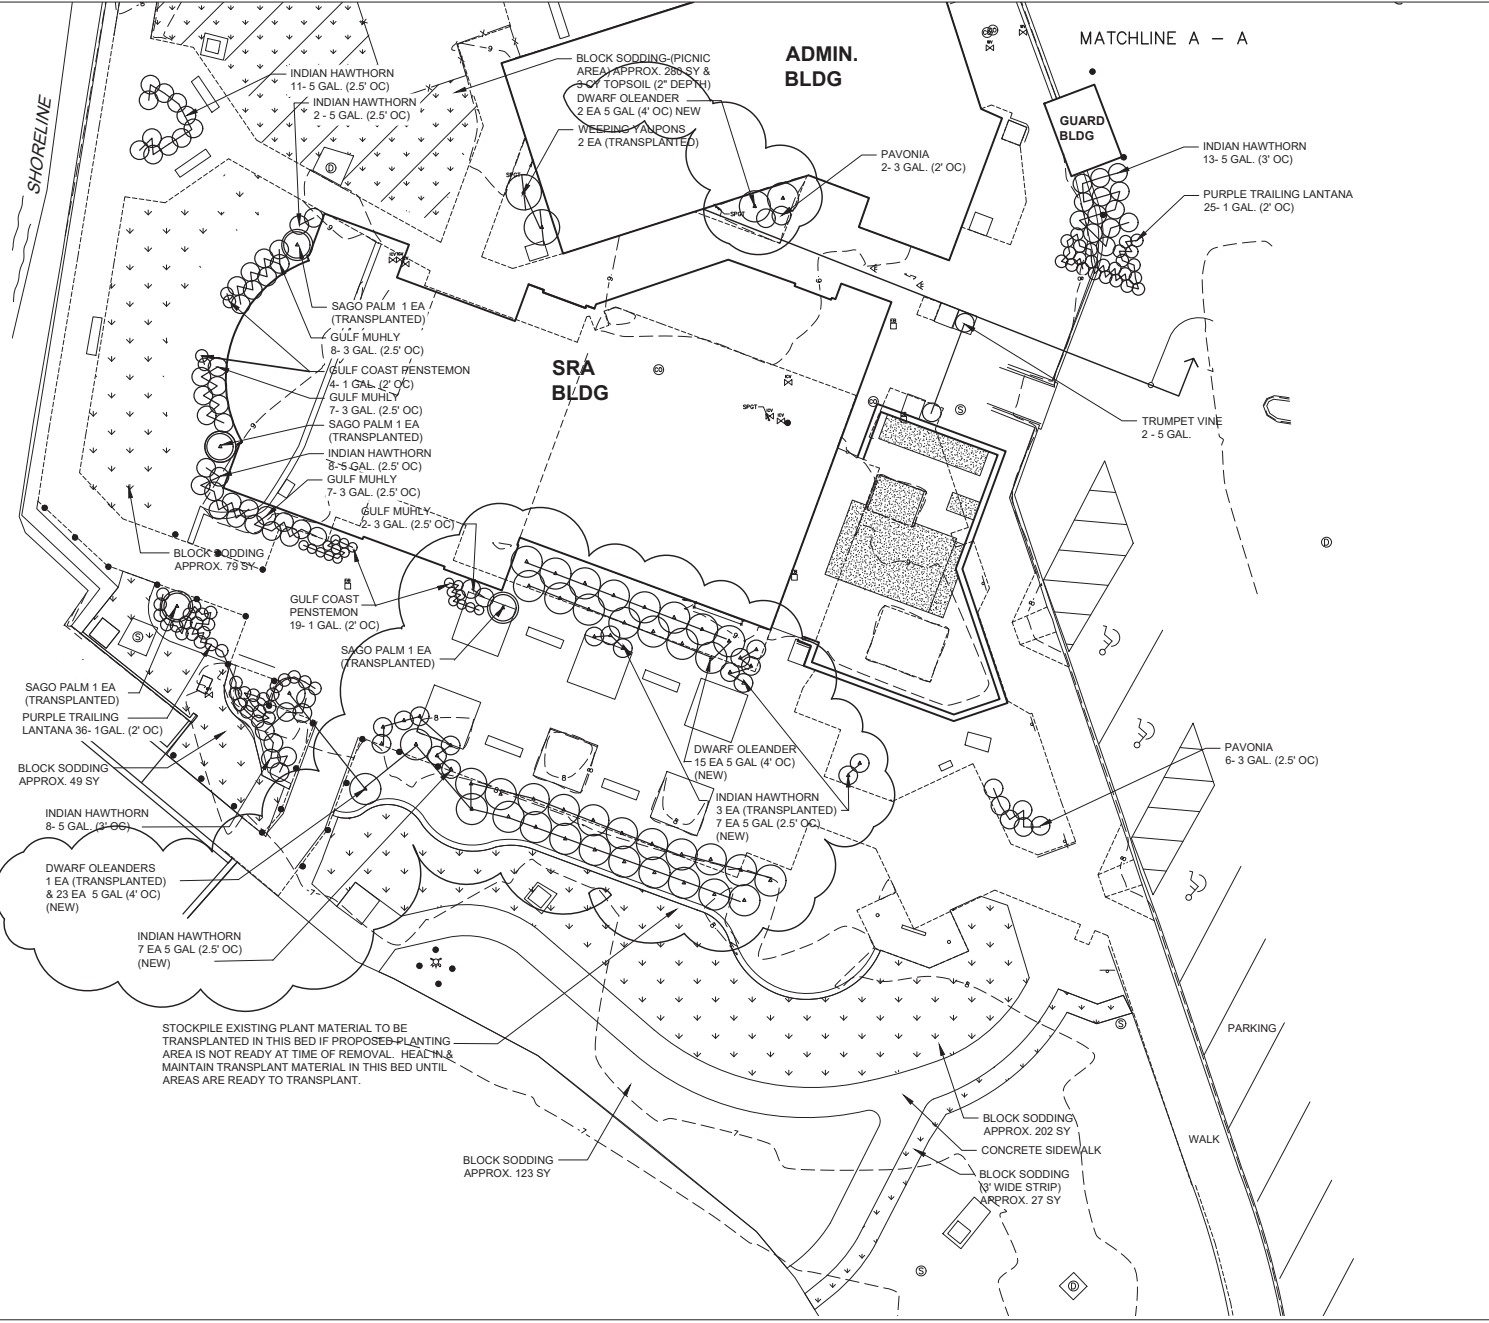 MATCHLINE A – A
ADMIN.
BLDG
GUARD
BLDG
SHORELINE
INDIAN HAWTHORN
11- 5 GAL. (2.5' OC)
INDIAN HAWTHORN
2 - 5 GAL. (2.5' OC)
BLOCK SODDING-(PICNIC
AREA) APPROX. 280 SY &
3 CY TOPSOIL (2" DEPTH)
DWARF OLEANDER
2 EA 5 GAL (4' OC) NEW
WEEPING YAUPONS
2 EA (TRANSPLANTED)
PAVONIA
2- 3 GAL. (2' OC)
INDIAN HAWTHORN
13- 5 GAL. (3' OC)
PURPLE TRAILING LANTANA
25- 1 GAL. (2' OC)
SAGO PALM 1 EA
(TRANSPLANTED)
GULF MUHLY
8- 3 GAL. (2.5' OC)
GULF COAST PENSTEMON
4- 1 GAL. (2' OC)
GULF MUHLY
7- 3 GAL. (2.5' OC)
SAGO PALM 1 EA
(TRANSPLANTED)
INDIAN HAWTHORN
8- 5 GAL. (2.5' OC)
GULF MUHLY
7- 3 GAL. (2.5' OC)
GULF MUHLY
2- 3 GAL. (2.5' OC)
SRA
BLDG
TRUMPET VINE
2 - 5 GAL.
BLOCK SODDING
APPROX. 79 SY
GULF COAST
PENSTEMON
19- 1 GAL. (2' OC)
SAGO PALM 1 EA
(TRANSPLANTED)
SAGO PALM 1 EA
(TRANSPLANTED)
PURPLE TRAILING
LANTANA 36- 1GAL. (2' OC)
BLOCK SODDING
APPROX. 49 SY
INDIAN HAWTHORN
8- 5 GAL. (3' OC)
DWARF OLEANDERS
1 EA (TRANSPLANTED)
& 23 EA 5 GAL (4' OC)
(NEW)
INDIAN HAWTHORN
7 EA 5 GAL (2.5' OC)
(NEW)
DWARF OLEANDER
15 EA 5 GAL (4' OC)
(NEW)
INDIAN HAWTHORN
3 EA (TRANSPLANTED)
7 EA 5 GAL (2.5' OC)
(NEW)
PAVONIA
6- 3 GAL. (2.5' OC)
STOCKPILE EXISTING PLANT MATERIAL TO BE
TRANSPLANTED IN THIS BED IF PROPOSED PLANTING
AREA IS NOT READY AT TIME OF REMOVAL. HEAL IN &
MAINTAIN TRANSPLANT MATERIAL IN THIS BED UNTIL
AREAS ARE READY TO TRANSPLANT.
BLOCK SODDING
APPROX. 123 SY
BLOCK SODDING
APPROX. 202 SY
CONCRETE SIDEWALK
BLOCK SODDING
(3' WIDE STRIP)
APPROX. 27 SY
PARKING
WALK